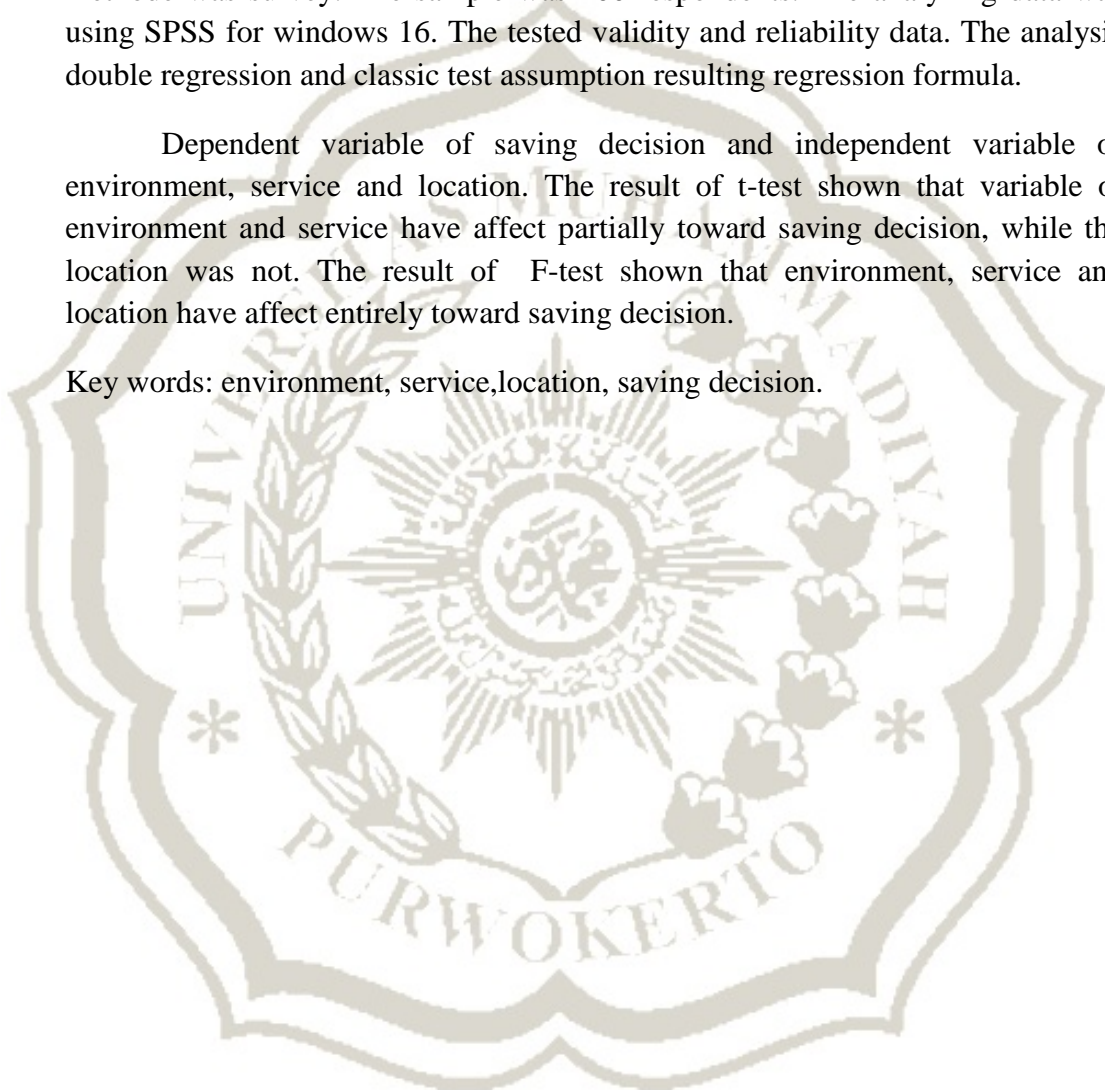 using SPSS for windows 16. The tested validity and reliability data. The analysi
double regression and classic test assumption resulting regression formula.
Dependent variable of saving decision and independent variable o
environment, service and location. The result of t-test shown that variable o
environment and service have affect partially toward saving decision, while th
location was not. The result of F-test shown that environment, service an
location have affect entirely toward saving decision.
Key words: environment, service,location, saving decision.
UNIVERSITAS MUHAMMADIYAH
PURWOKERTO